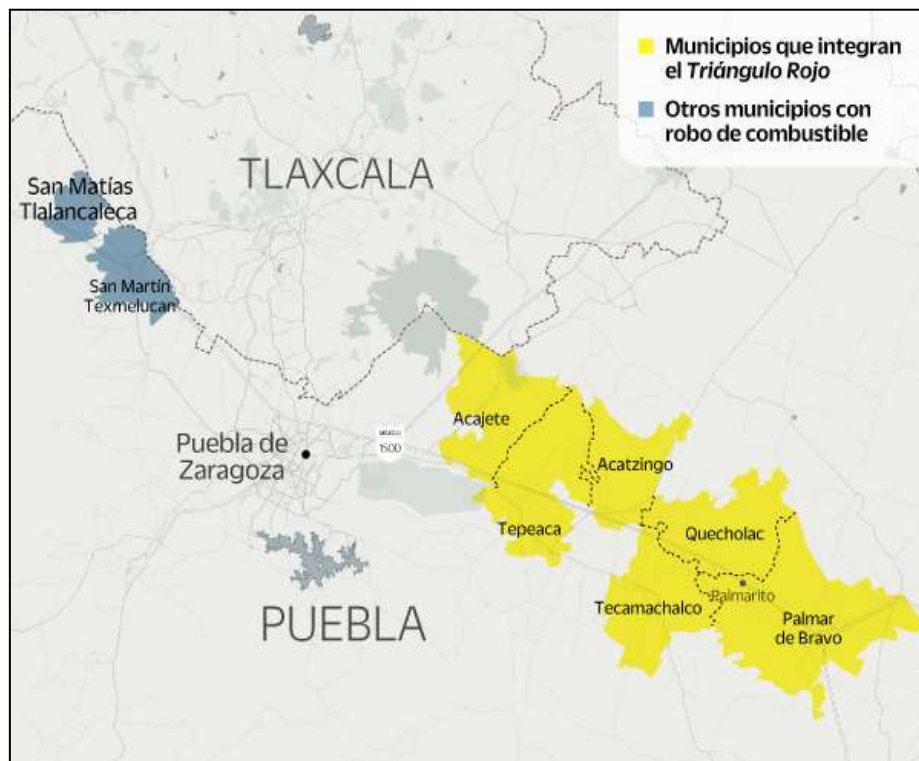 Municipios que integran
el Triángulo Rojo
Otros municipios con
robo de combustible
TLAXCALA
San Matías
Tlalancaleca
San Martín
Texmelucan
Acajete
MEXICO
150D
Puebla de
Zaragoza
Acatzingo
Tepeaca
Quecholac
Palmarito
Tecamachalco
Palmar
de Bravo
PUEBLA